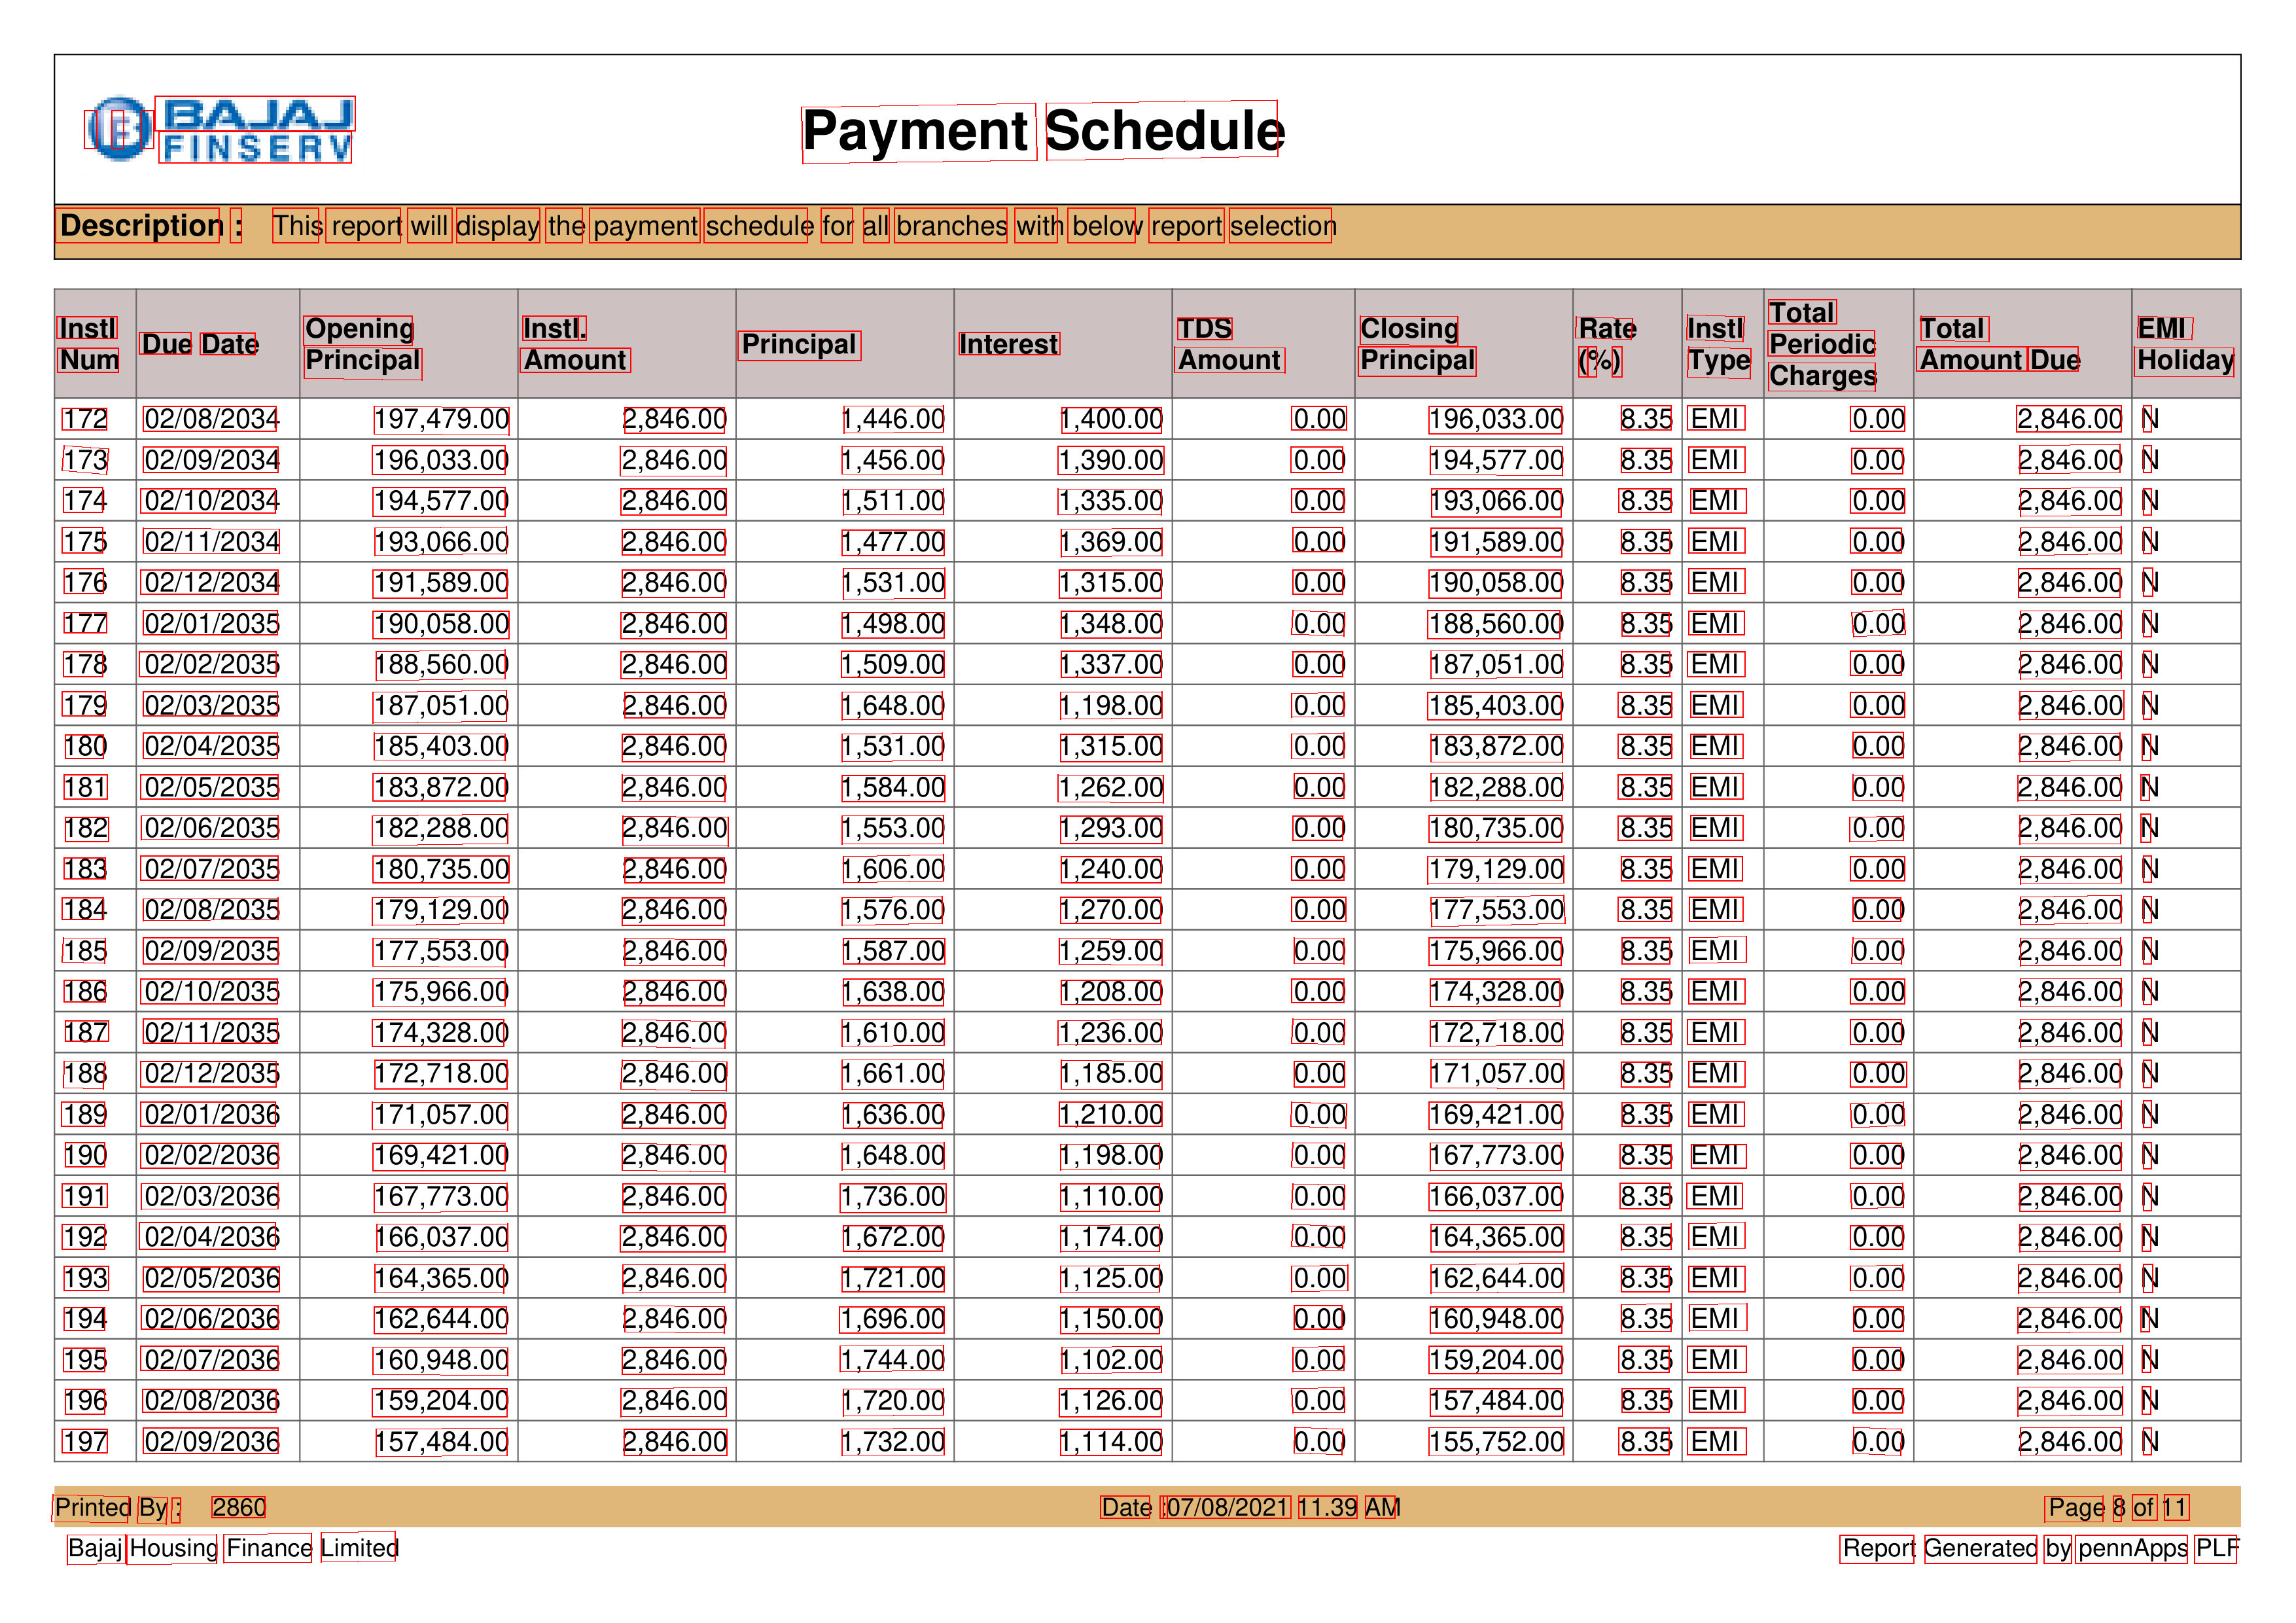 BAJAJ
FINSERV
Payment Schedule
Description : This report will display the payment schedule for all branches with below report selection
Instl Num Due Date Opening Principal Instl. Amount Principal Interest TDS Amount Closing Principal Rate (%) Instl Type Total Periodic Charges Total Amount Due EMI Holiday
172 02/08/2034 197,479.00 2,846.00 1,446.00 1,400.00 0.00 196,033.00 8.35 EMI 0.00 2,846.00 N
173 02/09/2034 196,033.00 2,846.00 1,456.00 1,390.00 0.00 194,577.00 8.35 EMI 0.00 2,846.00 N
174 02/10/2034 194,577.00 2,846.00 1,511.00 1,335.00 0.00 193,066.00 8.35 EMI 0.00 2,846.00 N
175 02/11/2034 193,066.00 2,846.00 1,477.00 1,369.00 0.00 191,589.00 8.35 EMI 0.00 2,846.00 N
176 02/12/2034 191,589.00 2,846.00 1,531.00 1,315.00 0.00 190,058.00 8.35 EMI 0.00 2,846.00 N
177 02/01/2035 190,058.00 2,846.00 1,498.00 1,348.00 0.00 188,560.00 8.35 EMI 0.00 2,846.00 N
178 02/02/2035 188,560.00 2,846.00 1,509.00 1,337.00 0.00 187,051.00 8.35 EMI 0.00 2,846.00 N
179 02/03/2035 187,051.00 2,846.00 1,648.00 1,198.00 0.00 185,403.00 8.35 EMI 0.00 2,846.00 N
180 02/04/2035 185,403.00 2,846.00 1,531.00 1,315.00 0.00 183,872.00 8.35 EMI 0.00 2,846.00 N
181 02/05/2035 183,872.00 2,846.00 1,584.00 1,262.00 0.00 182,288.00 8.35 EMI 0.00 2,846.00 N
182 02/06/2035 182,288.00 2,846.00 1,553.00 1,293.00 0.00 180,735.00 8.35 EMI 0.00 2,846.00 N
183 02/07/2035 180,735.00 2,846.00 1,606.00 1,240.00 0.00 179,129.00 8.35 EMI 0.00 2,846.00 N
184 02/08/2035 179,129.00 2,846.00 1,576.00 1,270.00 0.00 177,553.00 8.35 EMI 0.00 2,846.00 N
185 02/09/2035 177,553.00 2,846.00 1,587.00 1,259.00 0.00 175,966.00 8.35 EMI 0.00 2,846.00 N
186 02/10/2035 175,966.00 2,846.00 1,638.00 1,208.00 0.00 174,328.00 8.35 EMI 0.00 2,846.00 N
187 02/11/2035 174,328.00 2,846.00 1,610.00 1,236.00 0.00 172,718.00 8.35 EMI 0.00 2,846.00 N
188 02/12/2035 172,718.00 2,846.00 1,661.00 1,185.00 0.00 171,057.00 8.35 EMI 0.00 2,846.00 N
189 02/01/2036 171,057.00 2,846.00 1,636.00 1,210.00 0.00 169,421.00 8.35 EMI 0.00 2,846.00 N
190 02/02/2036 169,421.00 2,846.00 1,648.00 1,198.00 0.00 167,773.00 8.35 EMI 0.00 2,846.00 N
191 02/03/2036 167,773.00 2,846.00 1,736.00 1,110.00 0.00 166,037.00 8.35 EMI 0.00 2,846.00 N
192 02/04/2036 166,037.00 2,846.00 1,672.00 1,174.00 0.00 164,365.00 8.35 EMI 0.00 2,846.00 N
193 02/05/2036 164,365.00 2,846.00 1,721.00 1,125.00 0.00 162,644.00 8.35 EMI 0.00 2,846.00 N
194 02/06/2036 162,644.00 2,846.00 1,696.00 1,150.00 0.00 160,948.00 8.35 EMI 0.00 2,846.00 N
195 02/07/2036 160,948.00 2,846.00 1,744.00 1,102.00 0.00 159,204.00 8.35 EMI 0.00 2,846.00 N
196 02/08/2036 159,204.00 2,846.00 1,720.00 1,126.00 0.00 157,484.00 8.35 EMI 0.00 2,846.00 N
197 02/09/2036 157,484.00 2,846.00 1,732.00 1,114.00 0.00 155,752.00 8.35 EMI 0.00 2,846.00 N
Printed By : 2860 Date :07/08/2021 11.39 AM Page 8 of 11
Bajaj Housing Finance Limited Report Generated by pennApps PLF